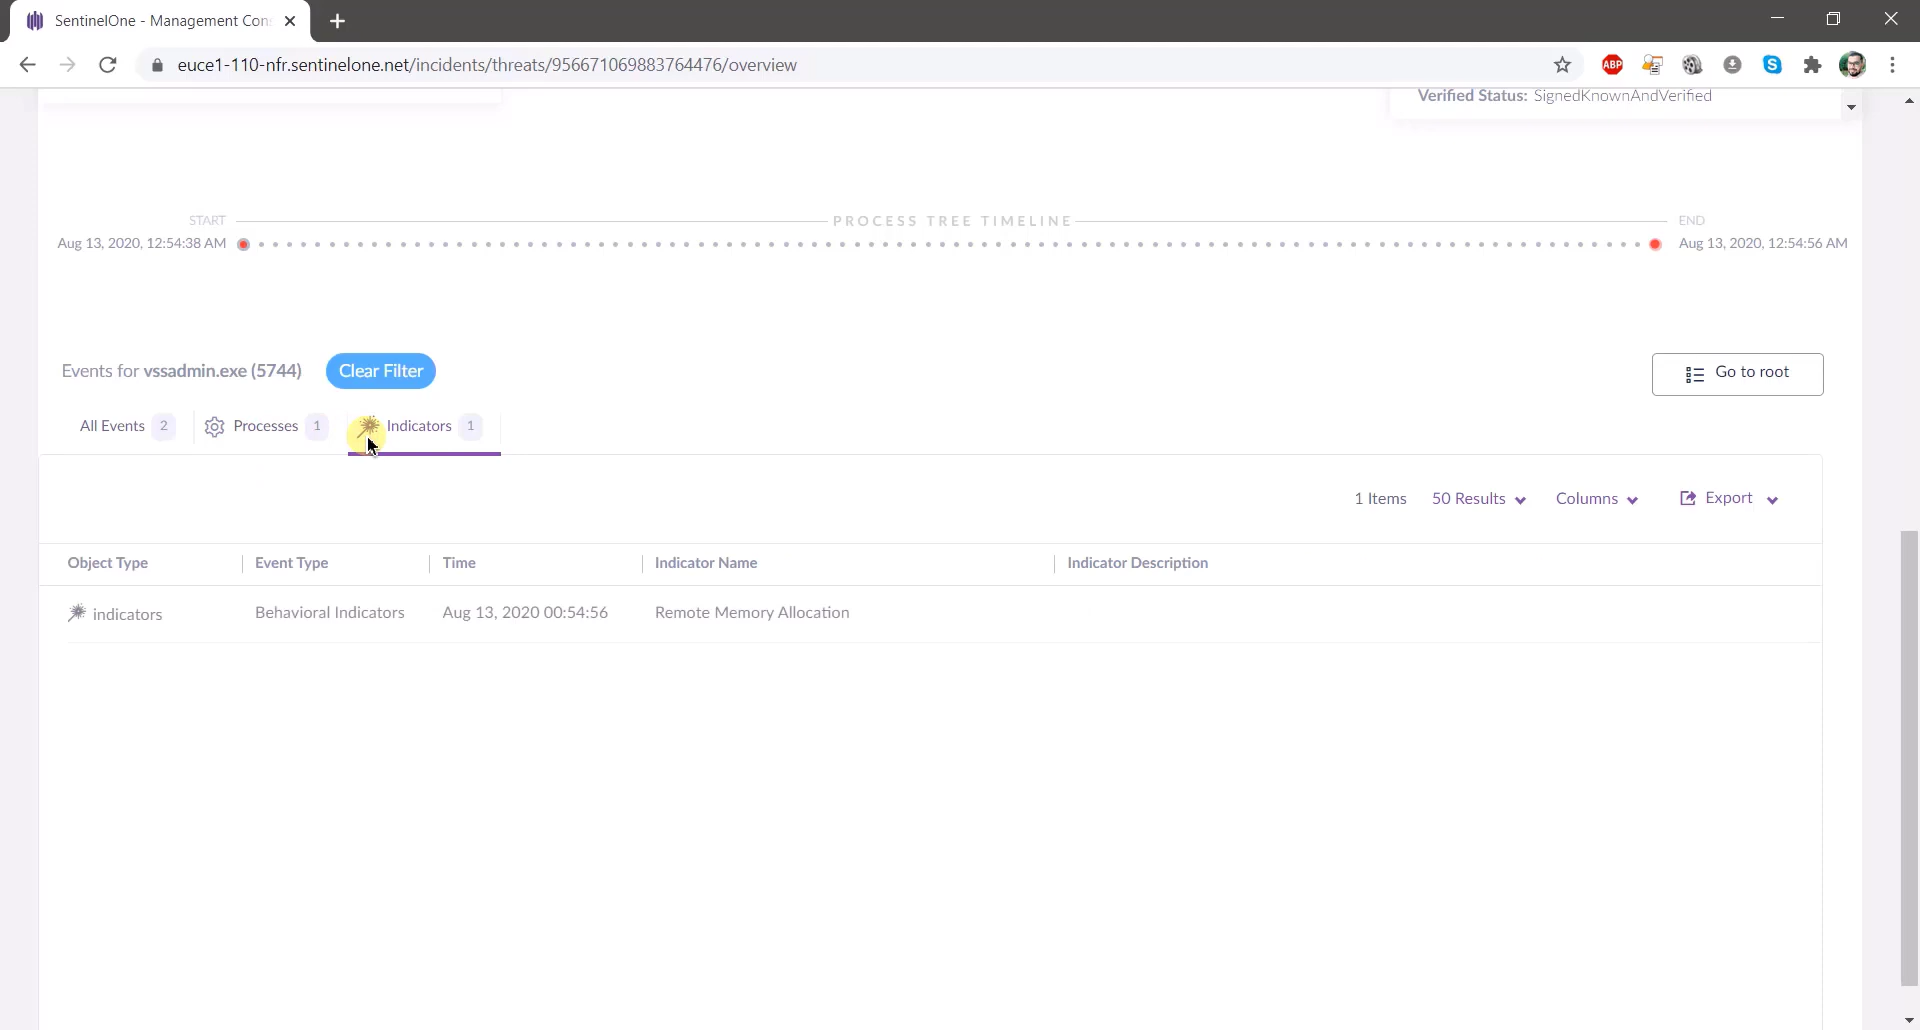 SentinelOne - Management Con
euce1-110-nfr.sentinelone.net/incidents/threats/956671069883764476/overview
ABP
Verified Status: SignedKnownAndVerified
START PROCESS TREE TIMELINE END
Aug 13, 2020, 12:54:38 AM Aug 13, 2020, 12:54:56 AM
Events for vssadmin.exe (5744) Clear Filter Go to root
All Events 2 Processes 1 Indicators 1
1 Items 50 Results Columns Export
Object Type Event Type Time Indicator Name Indicator Description
indicators Behavioral Indicators Aug 13, 2020 00:54:56 Remote Memory Allocation